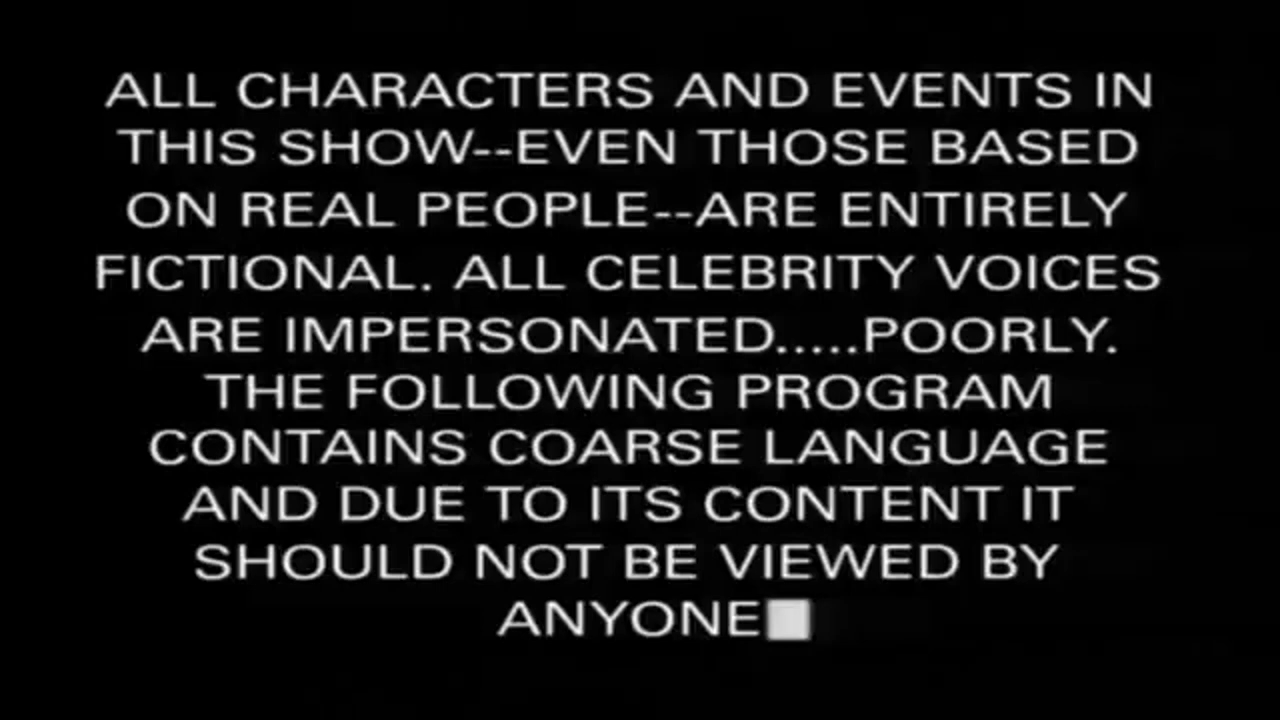 ALL CHARACTERS AND EVENTS IN
THIS SHOW--EVEN THOSE BASED
ON REAL PEOPLE--ARE ENTIRELY
FICTIONAL. ALL CELEBRITY VOICES
ARE IMPERSONATED.....POORLY.
THE FOLLOWING PROGRAM
CONTAINS COARSE LANGUAGE
AND DUE TO ITS CONTENT IT
SHOULD NOT BE VIEWED BY
ANYONE■